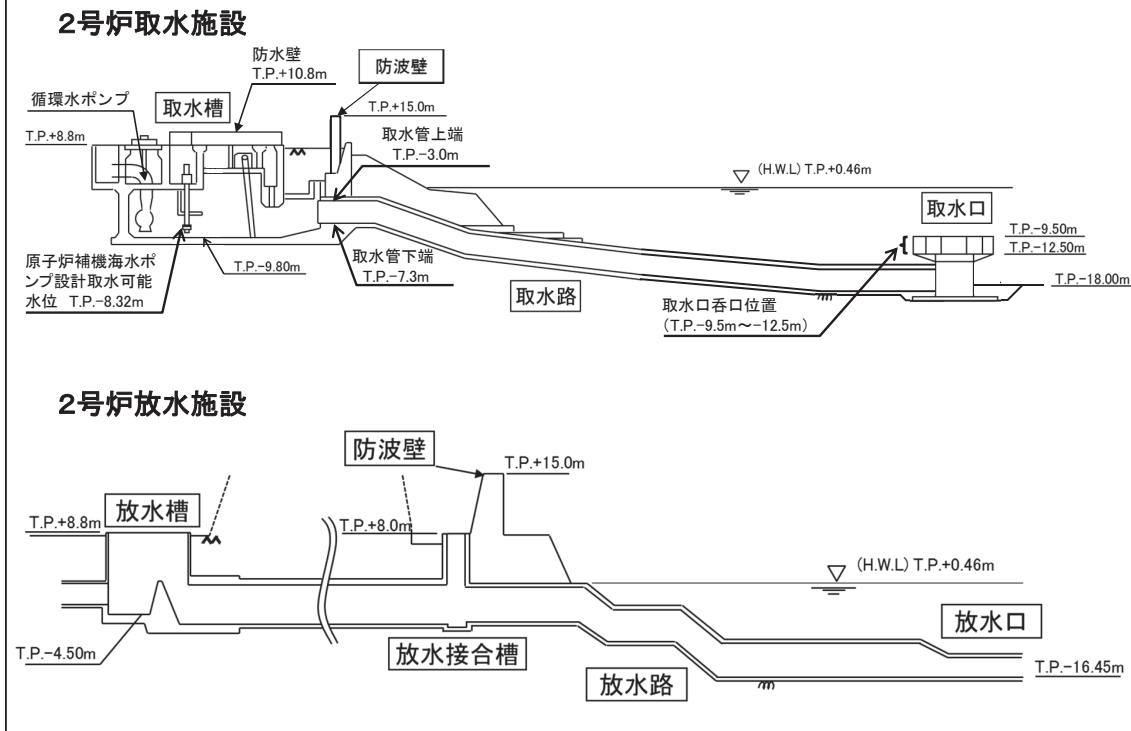 2号炉取水施設
防水壁
T.P.+10.8m
防波壁
循環水ポンプ
取水槽
T.P.+15.0m
T.P.+8.8m
取水管上端
T.P.-3.0m
(H.W.L) T.P.+0.46m
取水口
T.P.-9.50m
T.P.-12.50m
原子炉補機海水ポ
ンプ設計取水可能
水位 T.P.-8.32m
T.P.-9.80m
取水管下端
T.P.-7.3m
取水路
取水口呑口位置
(T.P.-9.5m～-12.5m)
T.P.-18.00m
2号炉放水施設
防波壁
T.P.+15.0m
放水槽
T.P.+8.8m
T.P.+8.0m
(H.W.L) T.P.+0.46m
放水口
T.P.-4.50m
放水接合槽
放水路
T.P.-16.45m